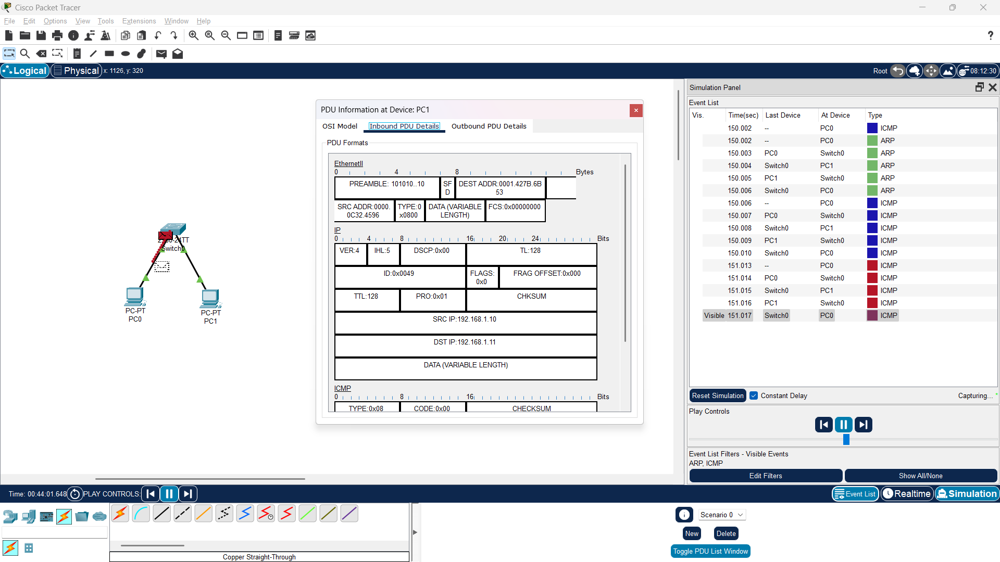 Cisco Packet Tracer
File Edit Options View Tools Extensions Window Help
Logical Physical x: 1126, y: 320
Root 08:12:30
PDU Information at Device: PC1
OSI Model Inbound PDU Details Outbound PDU Details
PDU Formats
EthernetII
0 4 8 Bytes
PREAMBLE: 101010..10 SF DEST ADDR:0001.427B.6B
D 53
SRC ADDR:0000. TYPE:0 DATA (VARIABLE FCS:0x00000000
0C32.4596 x0800 LENGTH)
IP
0 4 8 16 20 24 Bits
VER:4 IHL:5 DSCP:0x00 TL:128
ID:0x0049 FLAGS: FRAG OFFSET:0x000
0x0
TTL:128 PRO:0x01 CHKSUM
SRC IP:192.168.1.10
DST IP:192.168.1.11
DATA (VARIABLE LENGTH)
ICMP
0 8 16 Bits
TYPE:0x08 CODE:0x00 CHECKSUM
24TT
Switch0
PC-PT
PC0
PC-PT
PC1
Simulation Panel
Event List
Vis. Time(sec) Last Device At Device Type
150.002 -- PC0 ICMP
150.002 -- PC0 ARP
150.003 PC0 Switch0 ARP
150.004 Switch0 PC1 ARP
150.005 PC1 Switch0 ARP
150.006 Switch0 PC0 ARP
150.006 -- PC0 ICMP
150.007 PC0 Switch0 ICMP
150.008 Switch0 PC1 ICMP
150.009 PC1 Switch0 ICMP
150.010 Switch0 PC0 ICMP
151.013 -- PC0 ICMP
151.014 PC0 Switch0 ICMP
151.015 Switch0 PC1 ICMP
151.016 PC1 Switch0 ICMP
Visible 151.017 Switch0 PC0 ICMP
Reset Simulation Constant Delay Capturing...
Play Controls
Event List Filters - Visible Events
ARP, ICMP
Edit Filters Show All/None
Time: 00:44:01.648 PLAY CONTROLS:
Event List Realtime Simulation
Scenario 0
New Delete
Toggle PDU List Window
Copper Straight-Through